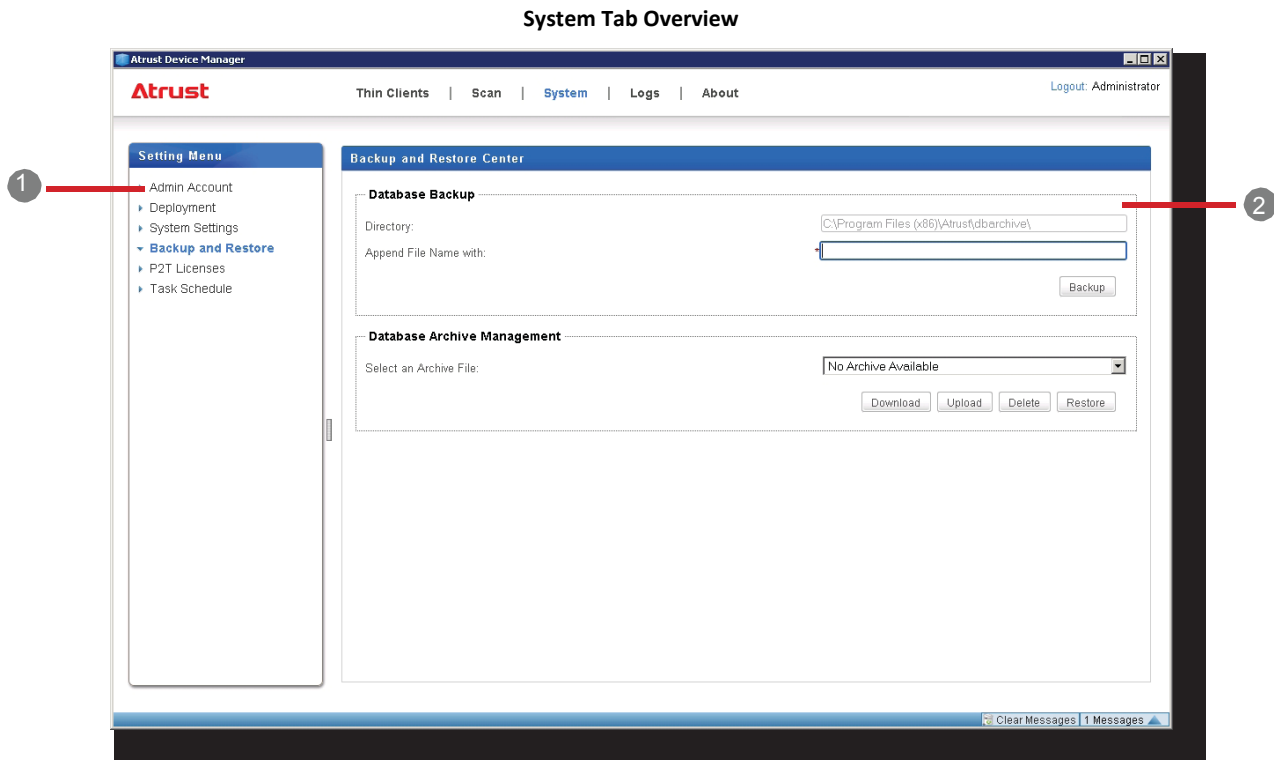 System Tab Overview
Atrust Device Manager
Atrust
Thin Clients | Scan | System | Logs | About
Logout: Administrator
Setting Menu
Admin Account
Deployment
System Settings
Backup and Restore
P2T Licenses
Task Schedule
1
Backup and Restore Center
Database Backup
Directory: C:\Program Files (x86)\Atrust\dbarchive\
Append File Name with: +
Backup
2
Database Archive Management
Select an Archive File: No Archive Available
Download Upload Delete Restore
Clear Messages 1 Messages